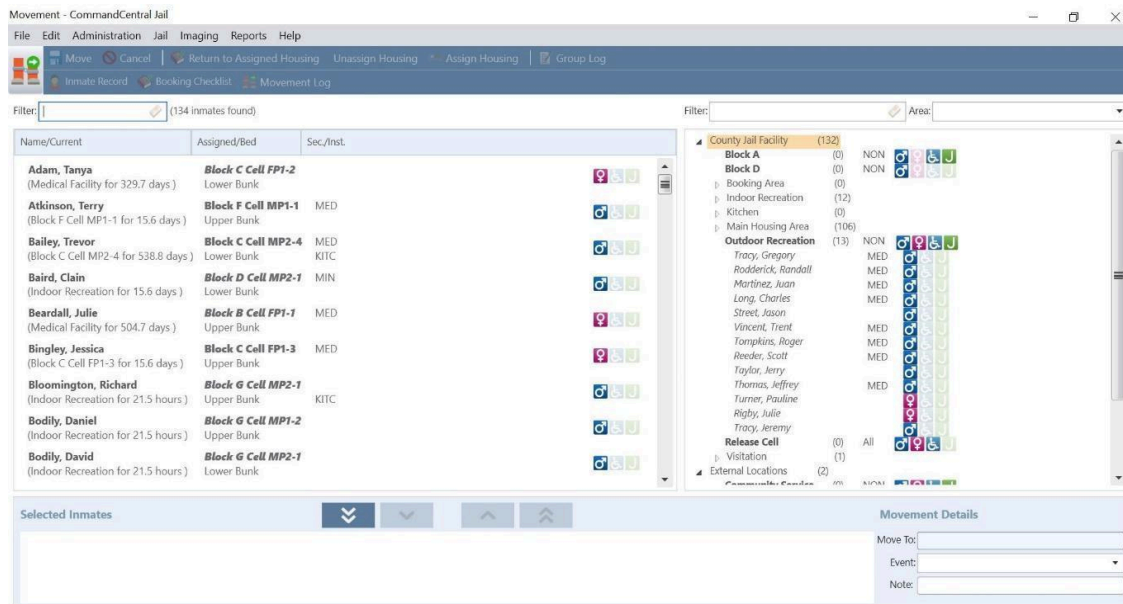 Movement - CommandCentral Jail
File Edit Administration Jail Imaging Reports Help
Move Cancel Return to Assigned Housing Unassign Housing Assign Housing Group Log
Inmate Record Booking Checklist Movement Log
Filter: (134 inmates found)
Name/Current Assigned/Bed Sec./Inst.
Adam, Tanya Block C Cell FP1-2
(Medical Facility for 329.7 days ) Lower Bunk
Atkinson, Terry Block F Cell MP1-1 MED
(Block F Cell MP1-1 for 15.6 days ) Upper Bunk
Bailey, Trevor Block C Cell MP2-4 MED
(Block C Cell MP2-4 for 538.8 days ) Lower Bunk KITC
Baird, Clain Block D Cell MP2-1 MIN
(Indoor Recreation for 15.6 days ) Lower Bunk
Beardall, Julie Block B Cell FP1-1 MED
(Medical Facility for 504.7 days ) Upper Bunk
Bingley, Jessica Block C Cell FP1-3 MED
(Block C Cell FP1-3 for 15.6 days ) Upper Bunk
Bloomington, Richard Block G Cell MP2-1
(Indoor Recreation for 21.5 hours ) Upper Bunk KITC
Bodily, Daniel Block G Cell MP1-2
(Indoor Recreation for 21.5 hours ) Upper Bunk
Bodily, David Block G Cell MP2-1
(Indoor Recreation for 21.5 hours ) Lower Bunk
Filter: Area:
County Jail Facility (132)
Block A (0) NON J
Block D (0) NON J
Booking Area (0)
Indoor Recreation (12)
Kitchen (0)
Main Housing Area (106)
Outdoor Recreation (13) NON J
Tracy, Gregory MED
Rodderick, Randall MED
Martinez, Juan MED
Long, Charles MED
Street, Jason
Vincent, Trent MED
Tompkins, Roger MED
Reeder, Scott MED
Taylor, Jerry
Thomas, Jeffrey MED
Turner, Pauline
Rigby, Julie
Tracy, Jeremy
Release Cell (0) All J
Visitation (1)
External Locations (2)
Community Service (0) NON
Selected Inmates
Movement Details
Move To:
Event:
Note: